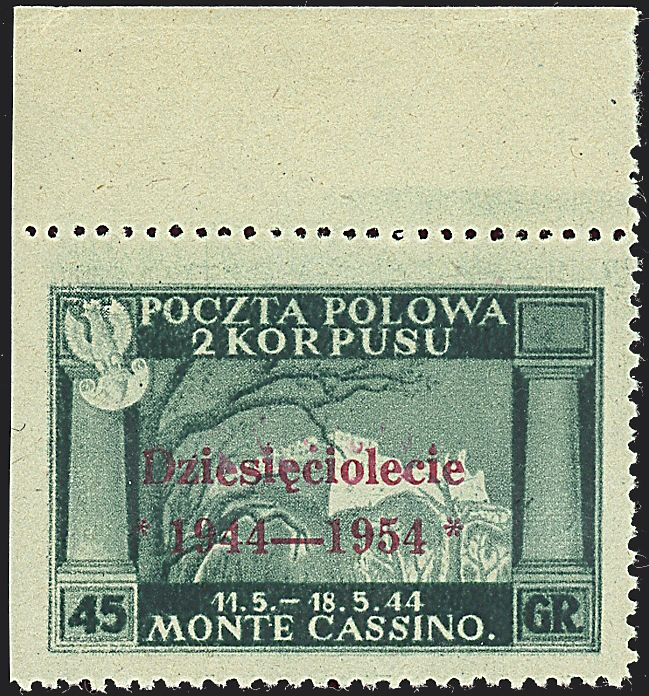 POCZTA POLOWA
2 KORPUSU
Dziesięciolecie
* 1944—1954 *
45 11.5.–18.5.44 GR.
MONTE CASSINO.